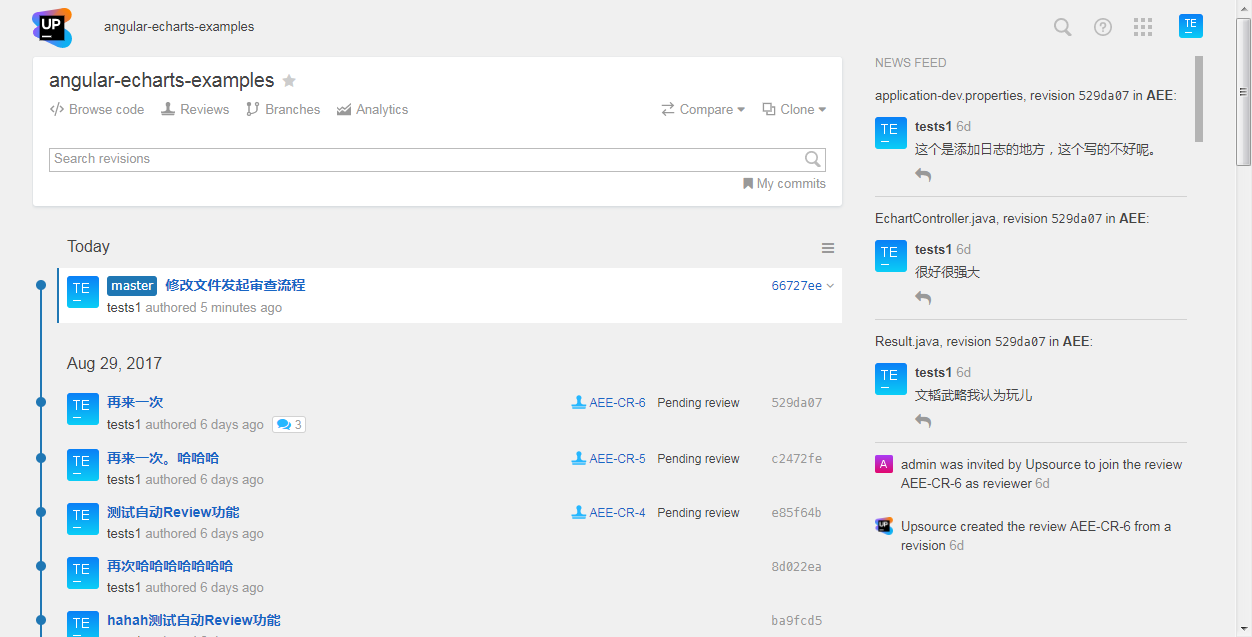 UP
angular-echarts-examples
TE
angular-echarts-examples
Browse code Reviews Branches Analytics Compare Clone
Search revisions
My commits
Today
TE master 修改文件发起审查流程 66727ee
tests1 authored 5 minutes ago
Aug 29, 2017
TE 再来一次 AEE-CR-6 Pending review 529da07
tests1 authored 6 days ago 3
TE 再来一次。哈哈哈 AEE-CR-5 Pending review c2472fe
tests1 authored 6 days ago
TE 测试自动Review功能 AEE-CR-4 Pending review e85f64b
tests1 authored 6 days ago
TE 再次哈哈哈哈哈哈哈 8d022ea
tests1 authored 6 days ago
TE hahah测试自动Review功能 ba9fcd5
NEWS FEED
application-dev.properties, revision 529da07 in AEE:
TE tests1 6d
这个是添加日志的地方，这个写的不好呢。
EchartController.java, revision 529da07 in AEE:
TE tests1 6d
很好很强大
Result.java, revision 529da07 in AEE:
TE tests1 6d
文韬武略我认为玩儿
A admin was invited by Upsource to join the review
AEE-CR-6 as reviewer 6d
UP Upsource created the review AEE-CR-6 from a
revision 6d